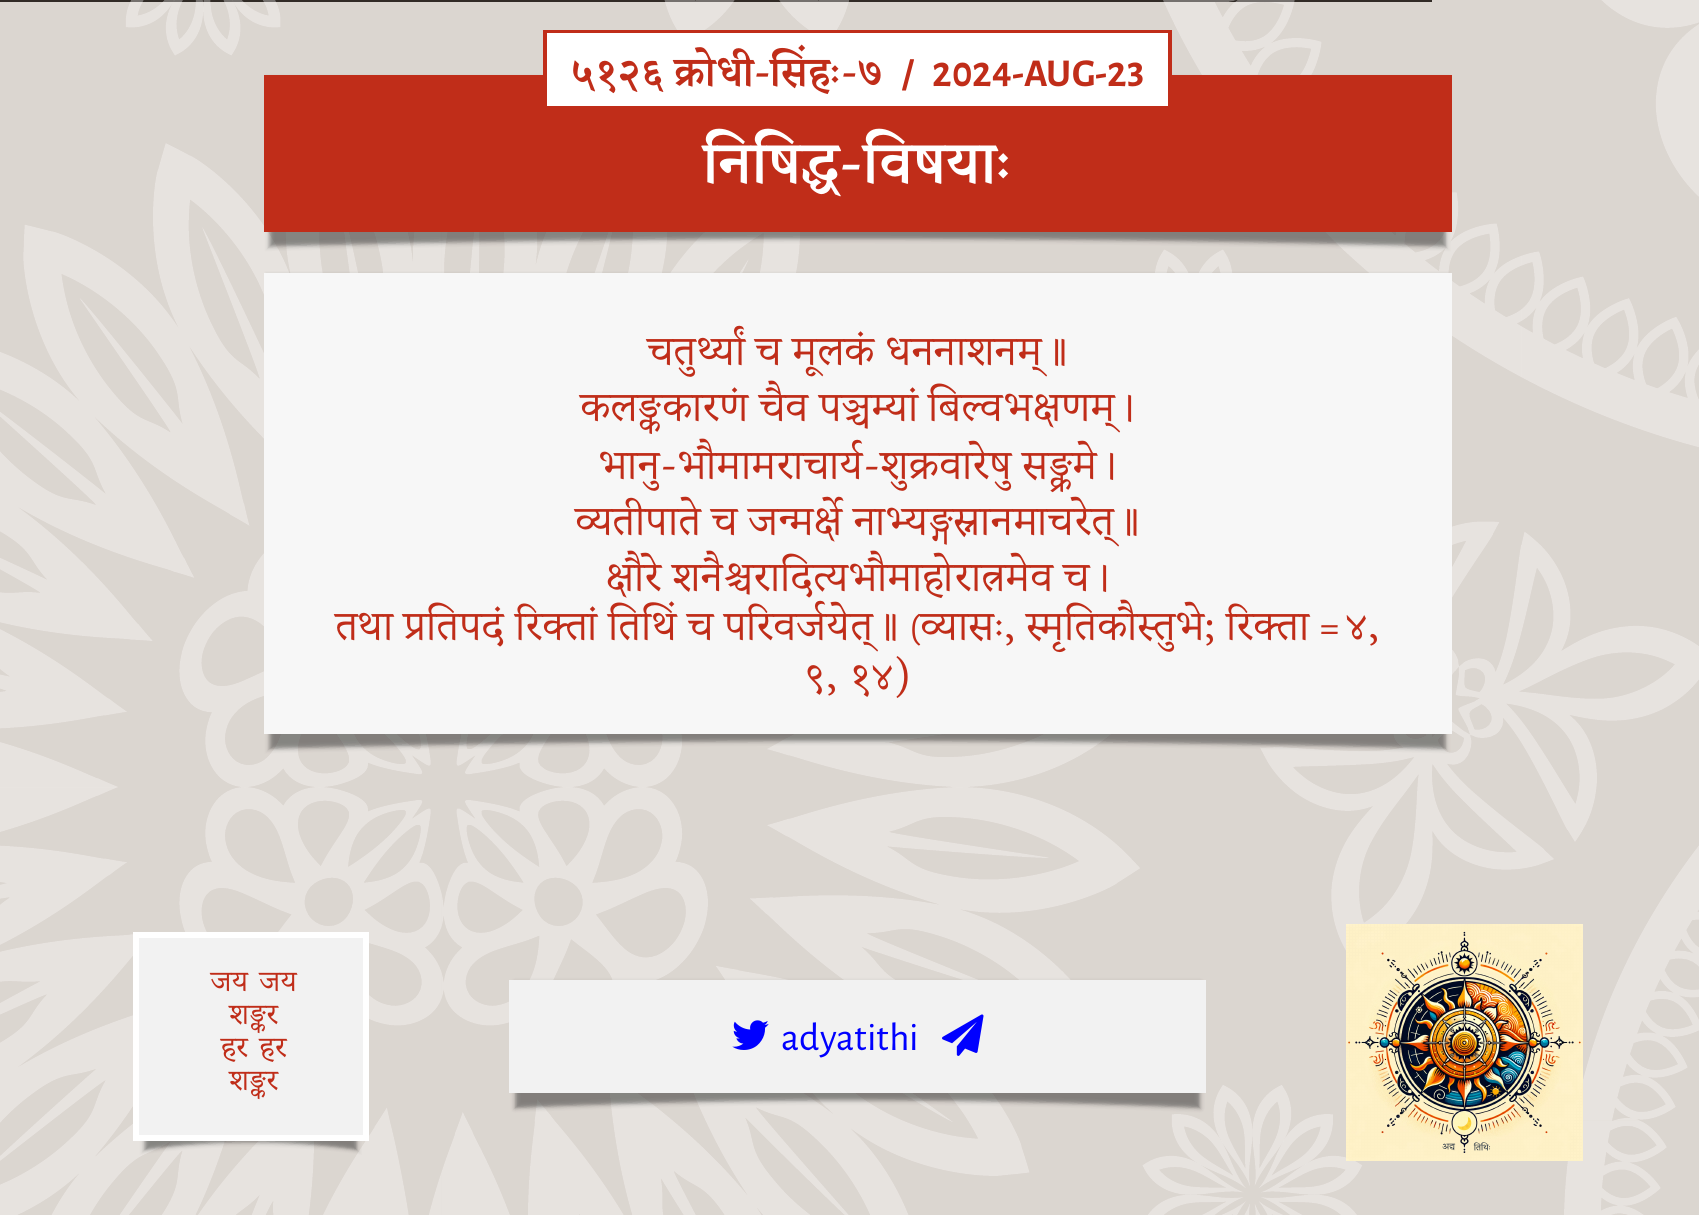 ५१२६ क्रोधी-सिंहः-७ / 2024-AUG-23
निषिद्ध-विषयाः
चतुर्थ्यां च मूलकं धननाशनम्॥
कलङ्ककारणं चैव पञ्चम्यां बिल्वभक्षणम्।
भानु-भौमामराचार्य-शुक्रवारेषु सङ्क्रमे।
व्यतीपाते च जन्मर्क्षे नाभ्यङ्गस्नानमाचरेत्॥
क्षौरे शनैश्चरादित्यभौमाहोरात्रमेव च।
तथा प्रतिपदं रिक्तां तिथिं च परिवर्जयेत्॥ (व्यासः, स्मृतिकौस्तुभे; रिक्ता = ४,
९, १४)
जय जय
शङ्कर
हर हर
शङ्कर
adyatithi
अद्य तिथिः